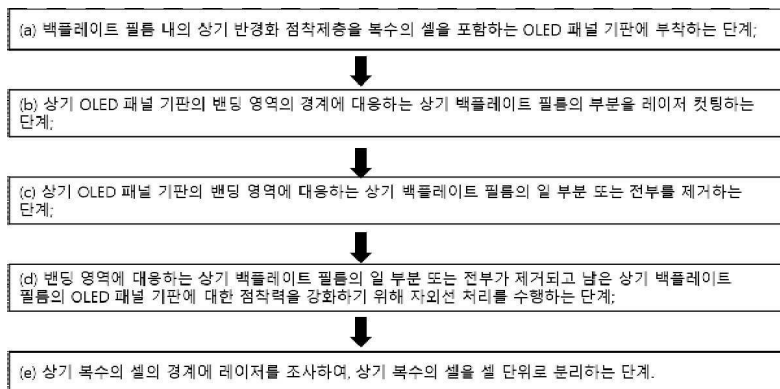 (a) 백플레이트 필름 내의 상기 반경화 점착제층을 복수의 셀을 포함하는 OLED 패널 기판에 부착하는 단계;
(b) 상기 OLED 패널 기판의 밴딩 영역의 경계에 대응하는 상기 백플레이트 필름의 부분을 레이저 컷팅하는
단계;
(c) 상기 OLED 패널 기판의 밴딩 영역에 대응하는 상기 백플레이트 필름의 일 부분 또는 전부를 제거하는
단계;
(d) 밴딩 영역에 대응하는 상기 백플레이트 필름의 일 부분 또는 전부가 제거되고 남은 상기 백플레이트
필름의 OLED 패널 기판에 대한 점착력을 강화하기 위해 자외선 처리를 수행하는 단계;
(e) 상기 복수의 셀의 경계에 레이저를 조사하여, 상기 복수의 셀을 셀 단위로 분리하는 단계.